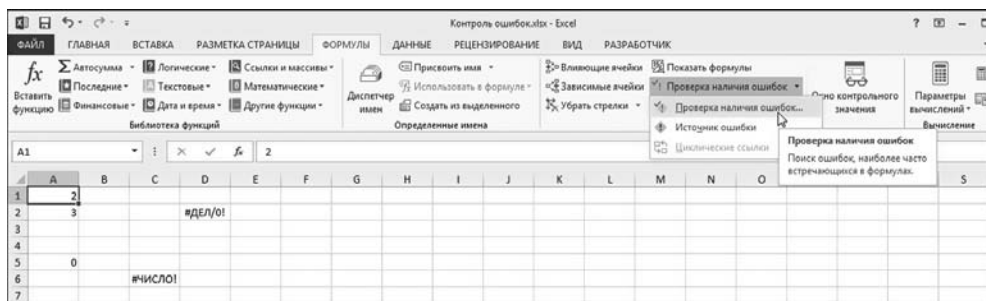 Контроль ошибок.xlsx - Excel
ФАЙЛ ГЛАВНАЯ ВСТАВКА РАЗМЕТКА СТРАНИЦЫ ФОРМУЛЫ ДАННЫЕ РЕЦЕНЗИРОВАНИЕ ВИД РАЗРАБОТЧИК
fx Вставить функцию
Σ Автосумма
Последние
Финансовые
Логические
Текстовые
Дата и время
Ссылки и массивы
Математические
Другие функции
Библиотека функций
Диспетчер имен
Присвоить имя
Использовать в формуле
Создать из выделенного
Определенные имена
Влияющие ячейки
Зависимые ячейки
Убрать стрелки
Показать формулы
Проверка наличия ошибок
Проверка наличия ошибок...
Источник ошибки
Циклические ссылки
контрольного
значения
Параметры
вычислений
Вычисление
Проверка наличия ошибок
Поиск ошибок, наиболее часто
встречающихся в формулах.
A1 fx 2
A B C D E F G H I J K L M N O S
1 2
2 3 #ДЕЛ/0!
3
4
5 0
6 #ЧИСЛО!
7